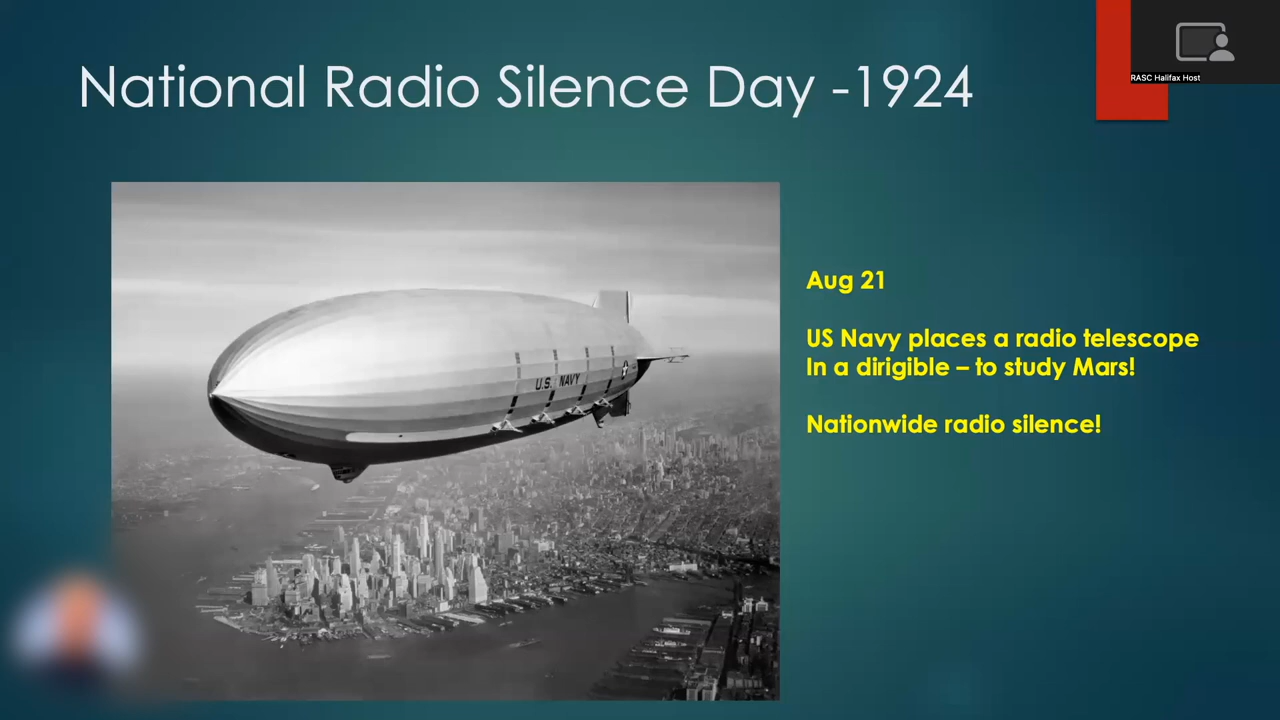 National Radio Silence Day -1924
RASC Halifax Host
U.S. NAVY
Aug 21
US Navy places a radio telescope
In a dirigible – to study Mars!
Nationwide radio silence!